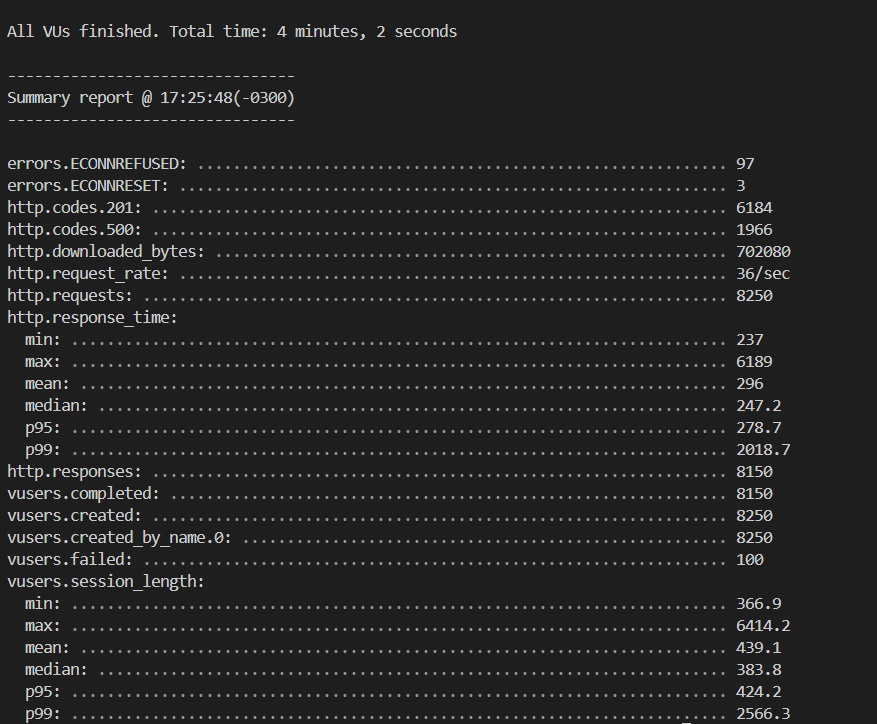 All VUs finished. Total time: 4 minutes, 2 seconds
--------------------------------
Summary report @ 17:25:48(-0300)
--------------------------------
errors.ECONNREFUSED: ........................................................... 97
errors.ECONNRESET: ............................................................. 3
http.codes.201: ................................................................ 6184
http.codes.500: ................................................................ 1966
http.downloaded_bytes: ......................................................... 702080
http.request_rate: ............................................................. 36/sec
http.requests: ................................................................. 8250
http.response_time:
  min: ......................................................................... 237
  max: ......................................................................... 6189
  mean: ........................................................................ 296
  median: ...................................................................... 247.2
  p95: ......................................................................... 278.7
  p99: ......................................................................... 2018.7
http.responses: ................................................................ 8150
vusers.completed: .............................................................. 8150
vusers.created: ................................................................ 8250
vusers.created_by_name.0: ...................................................... 8250
vusers.failed: ................................................................. 100
vusers.session_length:
  min: ......................................................................... 366.9
  max: ......................................................................... 6414.2
  mean: ........................................................................ 439.1
  median: ...................................................................... 383.8
  p95: ......................................................................... 424.2
  p99: ......................................................................... 2566.3